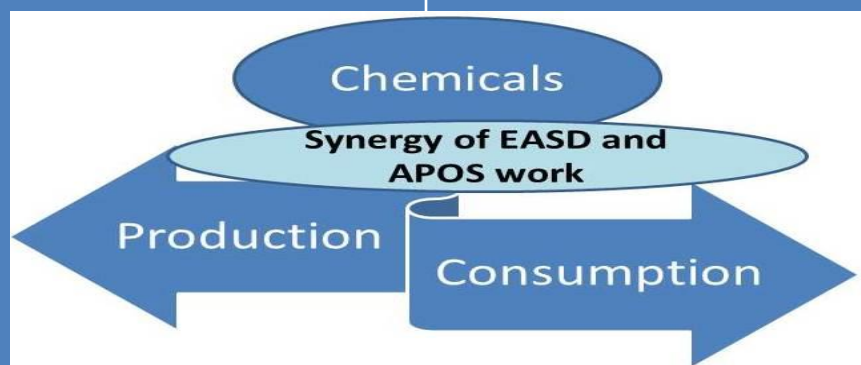 Chemicals
Synergy of EASD and
APOS work
Production
Consumption